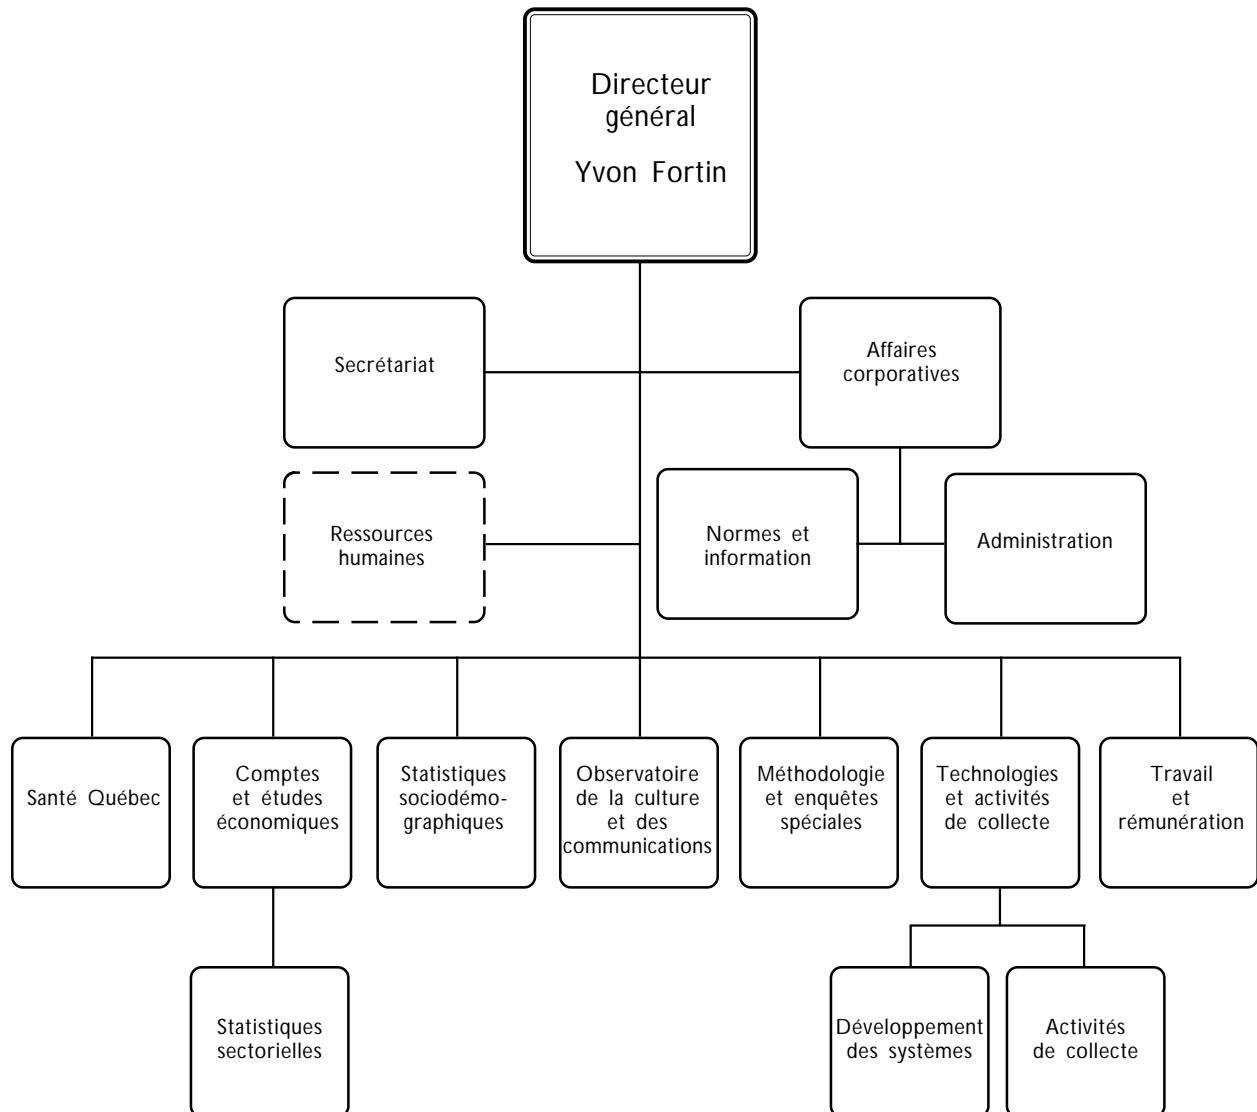 Directeur
général
Yvon Fortin
Secrétariat
Affaires
corporatives
Ressources
humaines
Normes et
information
Administration
Santé Québec
Comptes
et études
économiques
Statistiques
sociodémo-
graphiques
Observatoire
de la culture
et des
communications
Méthodologie
et enquêtes
spéciales
Technologies
et activités
de collecte
Travail
et
rémunération
Statistiques
sectorielles
Développement
des systèmes
Activités
de collecte